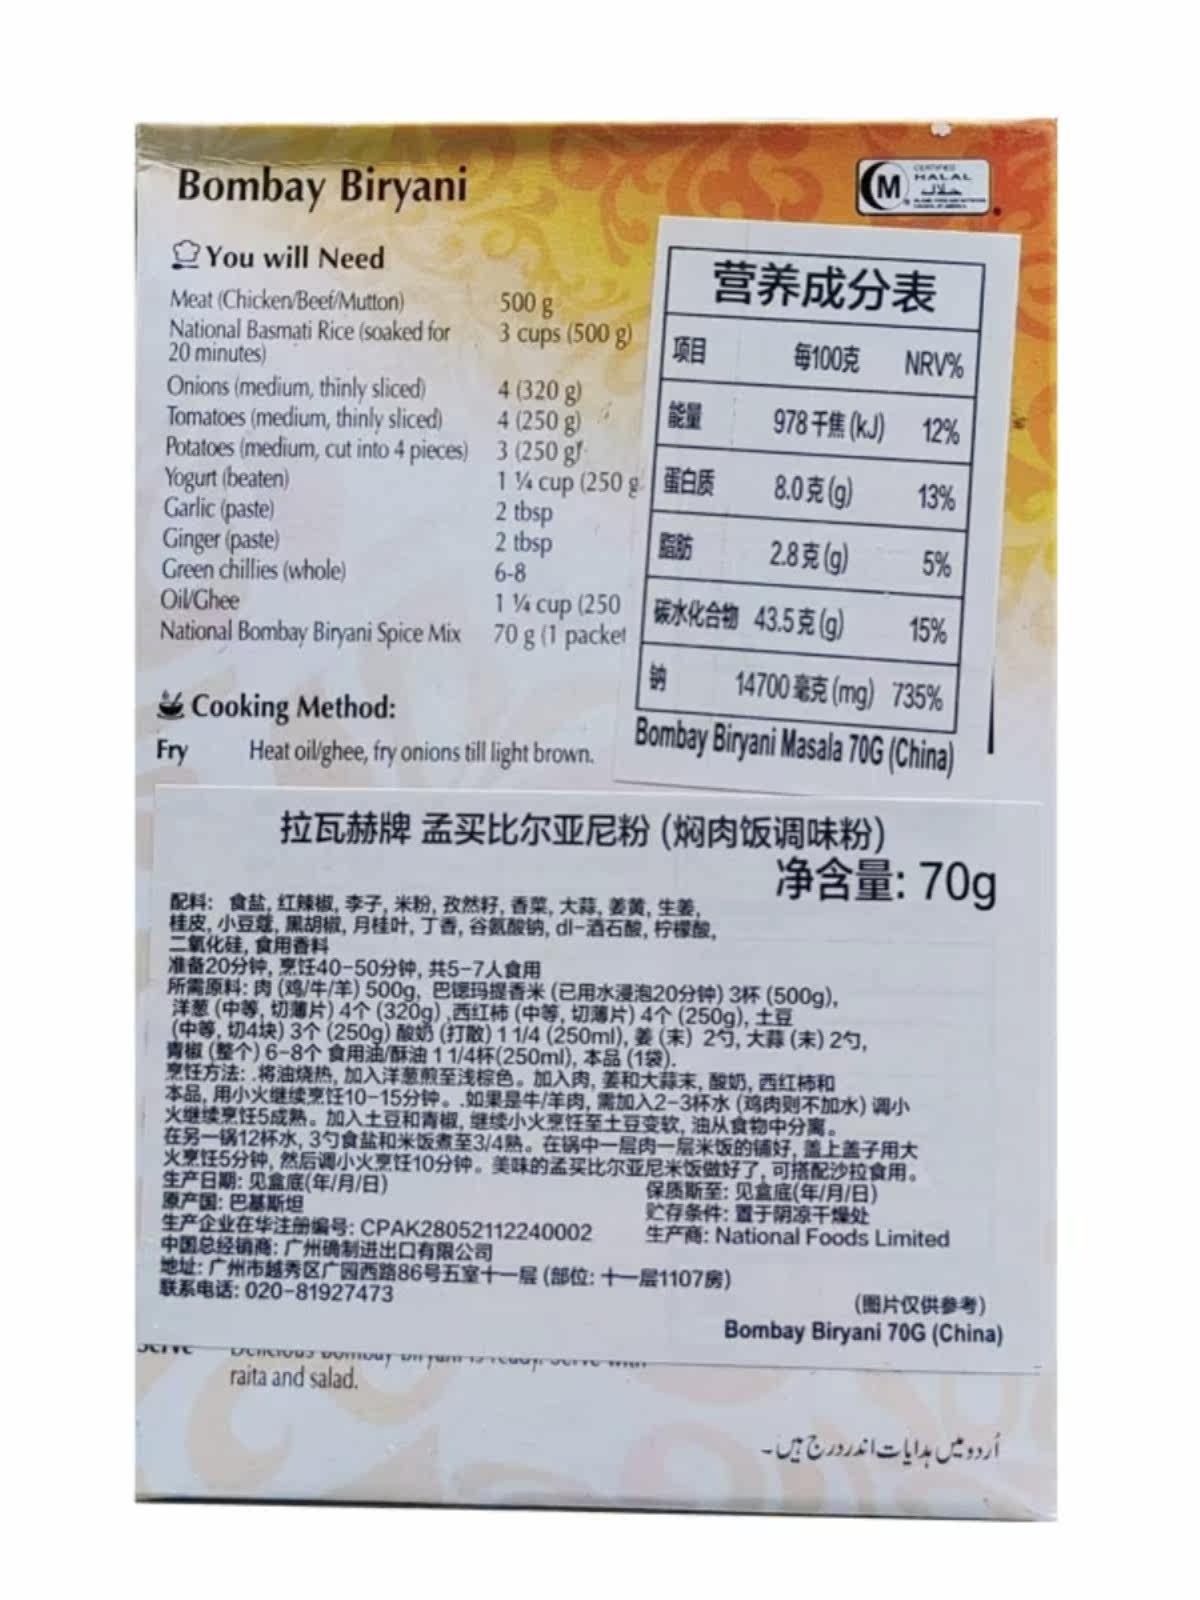 Bombay Biryani
CERTIFIED
HALAL
حلال
You will Need
Meat (Chicken/Beef/Mutton) 500 g
National Basmati Rice (soaked for 3 cups (500 g)
20 minutes)
Onions (medium, thinly sliced) 4 (320 g)
Tomatoes (medium, thinly sliced) 4 (250 g)
Potatoes (medium, cut into 4 pieces) 3 (250 g)
Yogurt (beaten) 1 ¼ cup (250 g
Garlic (paste) 2 tbsp
Ginger (paste) 2 tbsp
Green chillies (whole) 6-8
Oil/Ghee 1 ¼ cup (250
National Bombay Biryani Spice Mix 70 g (1 packet
Cooking Method:
Fry Heat oil/ghee, fry onions till light brown.
营养成分表
项目 每100克 NRV%
能量 978 千焦 (kJ) 12%
蛋白质 8.0 克 (g) 13%
脂肪 2.8 克 (g) 5%
碳水化合物 43.5 克 (g) 15%
钠 14700 毫克 (mg) 735%
Bombay Biryani Masala 70G (China)
拉瓦赫牌 孟买比尔亚尼粉 (焖肉饭调味粉)
净含量: 70g
配料: 食盐, 红辣椒, 李子, 米粉, 孜然籽, 香菜, 大蒜, 姜黄, 生姜,
桂皮, 小豆蔻, 黑胡椒, 月桂叶, 丁香, 谷氨酸钠, dl-酒石酸, 柠檬酸,
二氧化硅, 食用香料
准备20分钟, 烹饪40-50分钟, 共5-7人食用
所需原料: 肉 (鸡/牛/羊) 500g, 巴锶玛提香米 (已用水浸泡20分钟) 3杯 (500g),
洋葱 (中等, 切薄片) 4个 (320g) ,西红柿 (中等, 切薄片) 4个 (250g), 土豆
(中等, 切4块) 3个 (250g) 酸奶 (打散) 1 1/4 (250ml), 姜 (末) 2勺, 大蒜 (末) 2勺,
青椒 (整个) 6-8个 食用油/酥油 1 1/4杯(250ml), 本品 (1袋).
烹饪方法: .将油烧热, 加入洋葱煎至浅棕色。加入肉, 姜和大蒜末, 酸奶, 西红柿和
本品, 用小火继续烹饪10-15分钟。.如果是牛/羊肉, 需加入2-3杯水 (鸡肉则不加水) 调小
火继续烹饪5成熟。加入土豆和青椒, 继续小火烹饪至土豆变软, 油从食物中分离。
在另一锅12杯水, 3勺食盐和米饭煮至3/4熟。在锅中一层肉一层米饭的铺好, 盖上盖子用大
火烹饪5分钟, 然后调小火烹饪10分钟。美味的孟买比尔亚尼米饭做好了, 可搭配沙拉食用。
生产日期: 见盒底(年/月/日) 保质斯至: 见盒底(年/月/日)
原产国: 巴基斯坦 贮存条件: 置于阴凉干燥处
生产企业在华注册编号: CPAK28052112240002 生产商: National Foods Limited
中国总经销商: 广州确制进出口有限公司
地址: 广州市越秀区广园西路86号五室十一层 (部位: 十一层1107房)
联系电话: 020-81927473
(图片仅供参考)
Bombay Biryani 70G (China)
Serve Delicious Bombay Biryani is ready. Serve with
raita and salad.
اُردو میں ہدایات اندر درج ہیں۔